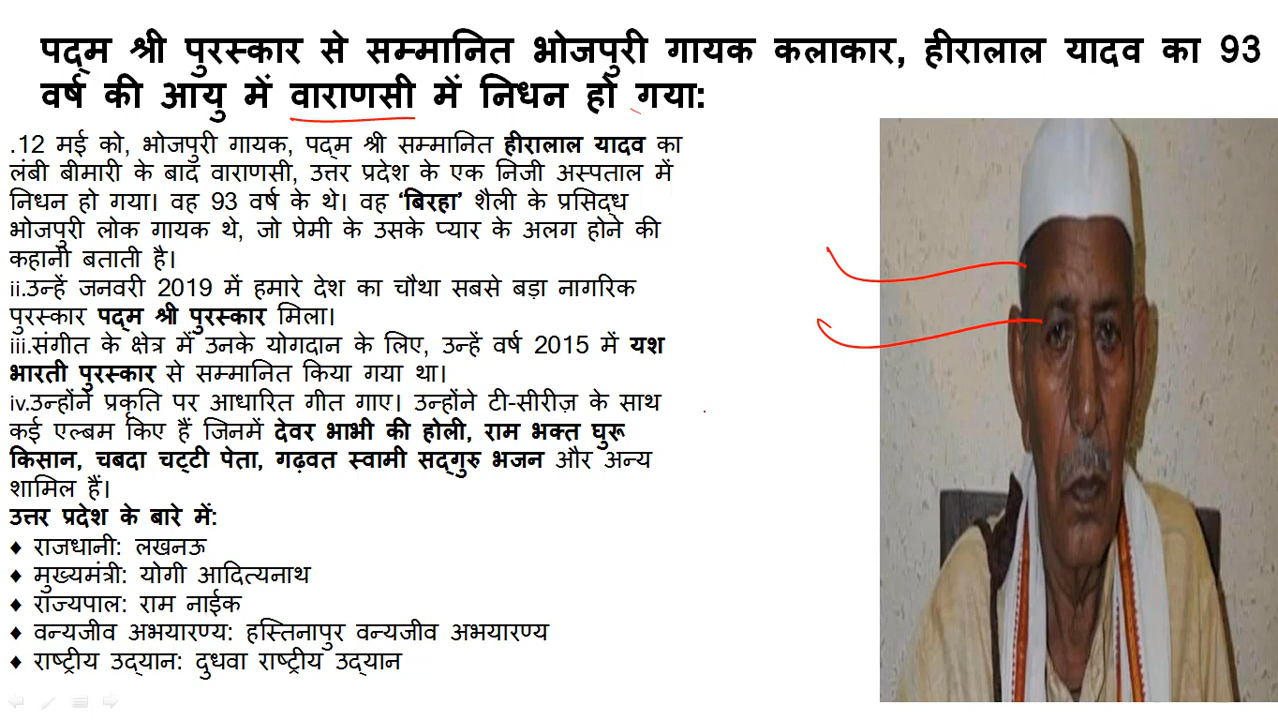 पद्म श्री पुरस्कार से सम्मानित भोजपुरी गायक कलाकार, हीरालाल यादव का 93
वर्ष की आयु में वाराणसी में निधन हो गया:
.12 मई को, भोजपुरी गायक, पद्म श्री सम्मानित हीरालाल यादव का
लंबी बीमारी के बाद वाराणसी, उत्तर प्रदेश के एक निजी अस्पताल में
निधन हो गया। वह 93 वर्ष के थे। वह ‘बिरहा’ शैली के प्रसिद्ध
भोजपुरी लोक गायक थे, जो प्रेमी के उसके प्यार के अलग होने की
कहानी बताती है।
ii.उन्हें जनवरी 2019 में हमारे देश का चौथा सबसे बड़ा नागरिक
पुरस्कार पद्म श्री पुरस्कार मिला।
iii.संगीत के क्षेत्र में उनके योगदान के लिए, उन्हें वर्ष 2015 में यश
भारती पुरस्कार से सम्मानित किया गया था।
iv.उन्होंने प्रकृति पर आधारित गीत गाए। उन्होंने टी-सीरीज़ के साथ
कई एल्बम किए हैं जिनमें देवर भाभी की होली, राम भक्त घुरू
किसान, चबदा चट्टी पेता, गढ़वत स्वामी सद्गुरु भजन और अन्य
शामिल हैं।
उत्तर प्रदेश के बारे में:
♦ राजधानी: लखनऊ
♦ मुख्यमंत्री: योगी आदित्यनाथ
♦ राज्यपाल: राम नाईक
♦ वन्यजीव अभयारण्य: हस्तिनापुर वन्यजीव अभयारण्य
♦ राष्ट्रीय उद्यान: दुधवा राष्ट्रीय उद्यान